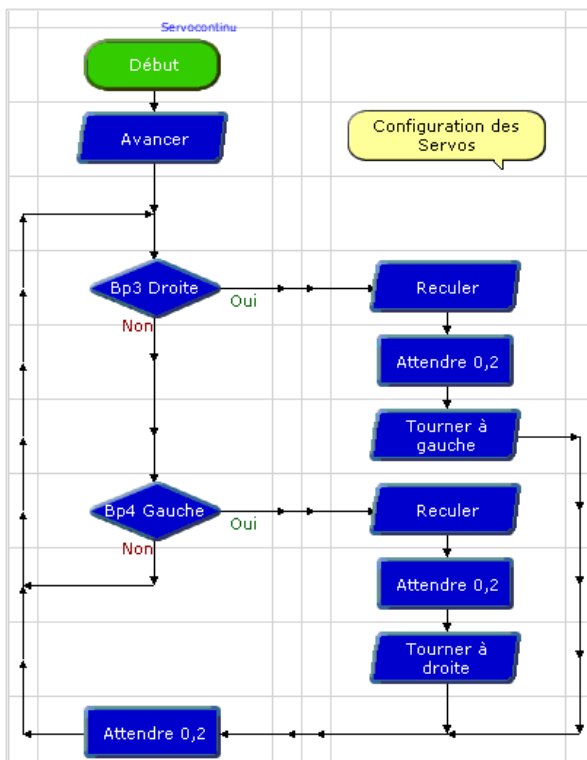 Servocontinu
Début
Avancer
Configuration des
Servos
Bp3 Droite
Oui
Non
Reculer
Attendre 0,2
Tourner à
gauche
Bp4 Gauche
Oui
Non
Reculer
Attendre 0,2
Tourner à
droite
Attendre 0,2